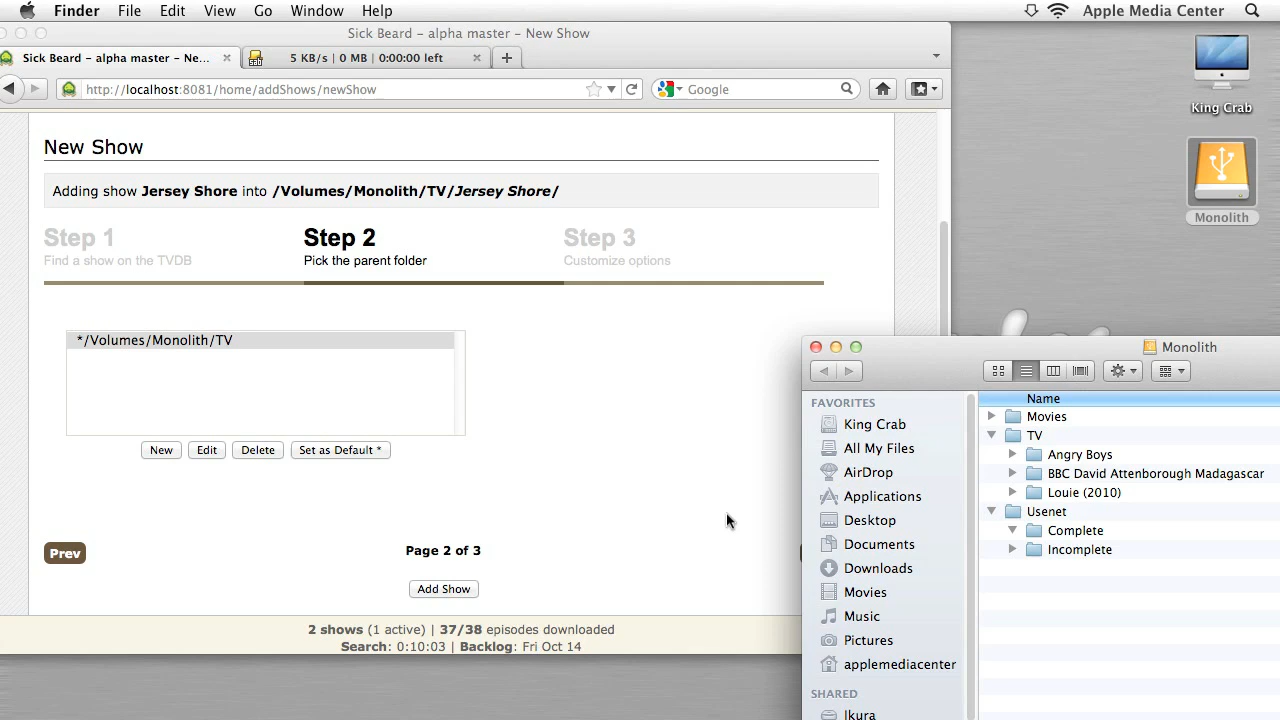 Finder File Edit View Go Window Help Apple Media Center
Sick Beard – alpha master – New Show
Sick Beard – alpha master – Ne... 5 KB/s | 0 MB | 0:00:00 left
http://localhost:8081/home/addShows/newShow Google
King Crab
Monolith
New Show
Adding show Jersey Shore into /Volumes/Monolith/TV/Jersey Shore/
Step 1 Step 2 Step 3
Find a show on the TVDB Pick the parent folder Customize options
*/Volumes/Monolith/TV
New Edit Delete Set as Default *
Prev Page 2 of 3
Add Show
2 shows (1 active) | 37/38 episodes downloaded
Search: 0:10:03 | Backlog: Fri Oct 14
Monolith
FAVORITES
King Crab
All My Files
AirDrop
Applications
Desktop
Documents
Downloads
Movies
Music
Pictures
applemediacenter
SHARED
Ikura
Name
Movies
TV
Angry Boys
BBC David Attenborough Madagascar
Louie (2010)
Usenet
Complete
Incomplete